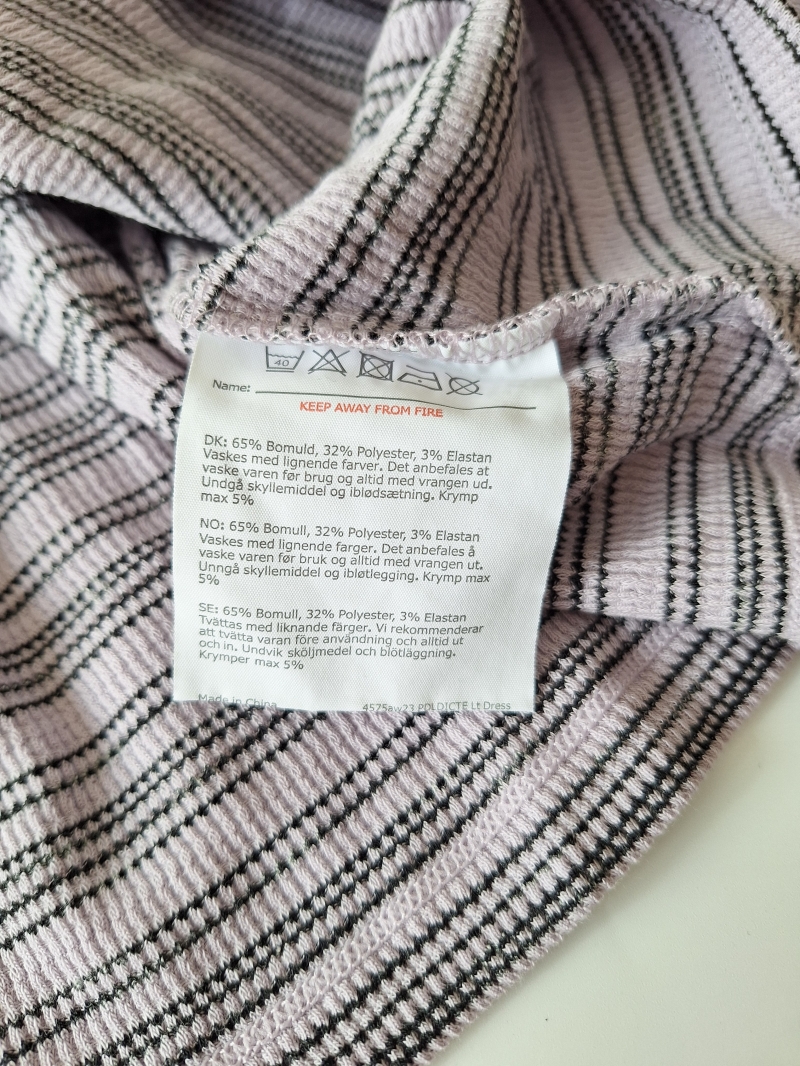 40
Name:
KEEP AWAY FROM FIRE
DK: 65% Bomuld, 32% Polyester, 3% Elastan
Vaskes med lignende farver. Det anbefales at
vaske varen før brug og altid med vrangen ud.
Undgå skyllemiddel og iblødsætning. Krymp
max 5%
NO: 65% Bomull, 32% Polyester, 3% Elastan
Vaskes med lignende farger. Det anbefales å
vaske varen før bruk og alltid med vrangen ut.
Unngå skyllemiddel og ibløtlegging. Krymp max
5%
SE: 65% Bomull, 32% Polyester, 3% Elastan
Tvättas med liknande färger. Vi rekommenderar
att tvätta varan före användning och alltid ut
och in. Undvik sköljmedel och blötläggning.
Krymper max 5%
Made in China 4575aw23 PDLDICTE Lt Dress